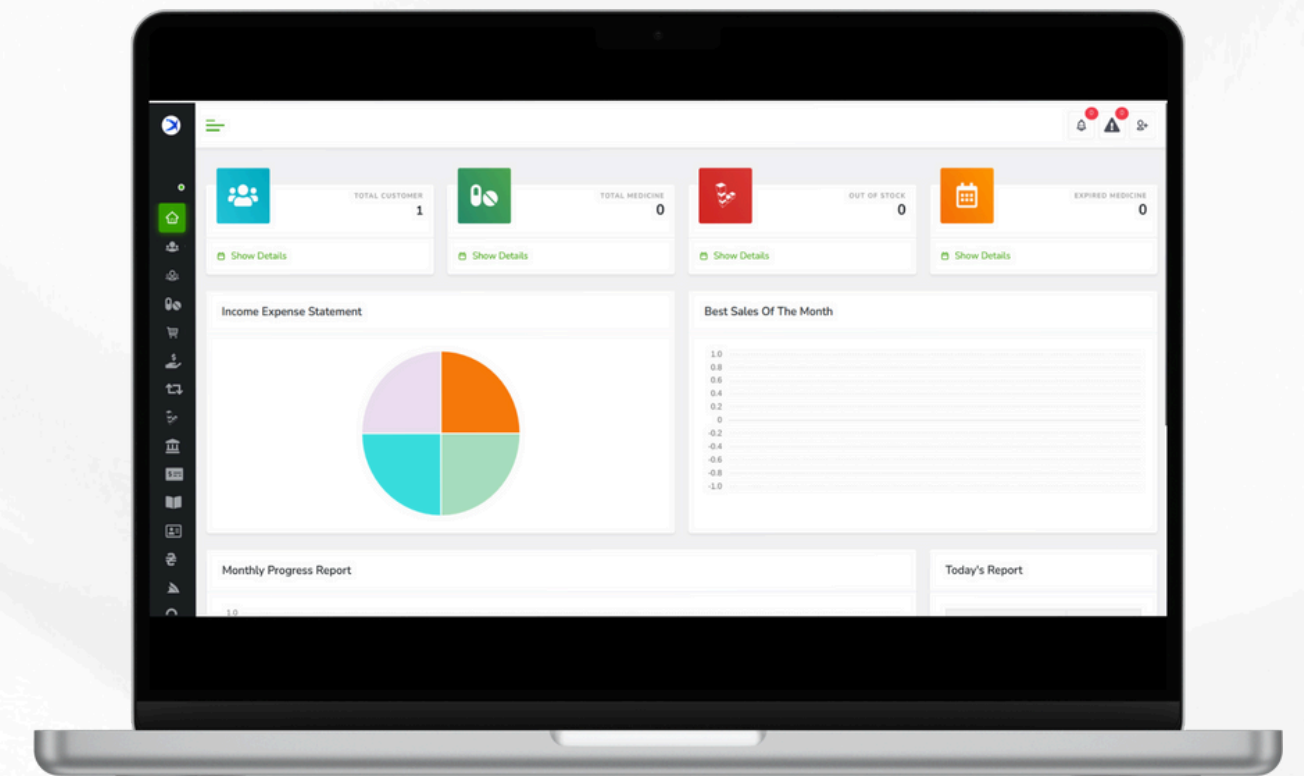 0 0
TOTAL CUSTOMER
1
TOTAL MEDICINE
0
OUT OF STOCK
0
EXPIRED MEDICINE
0
Show Details
Show Details
Show Details
Show Details
Income Expense Statement
Best Sales Of The Month
1.0
0.8
0.6
0.4
0.2
0
-0.2
-0.4
-0.6
-0.8
-1.0
Monthly Progress Report
Today's Report
1.0